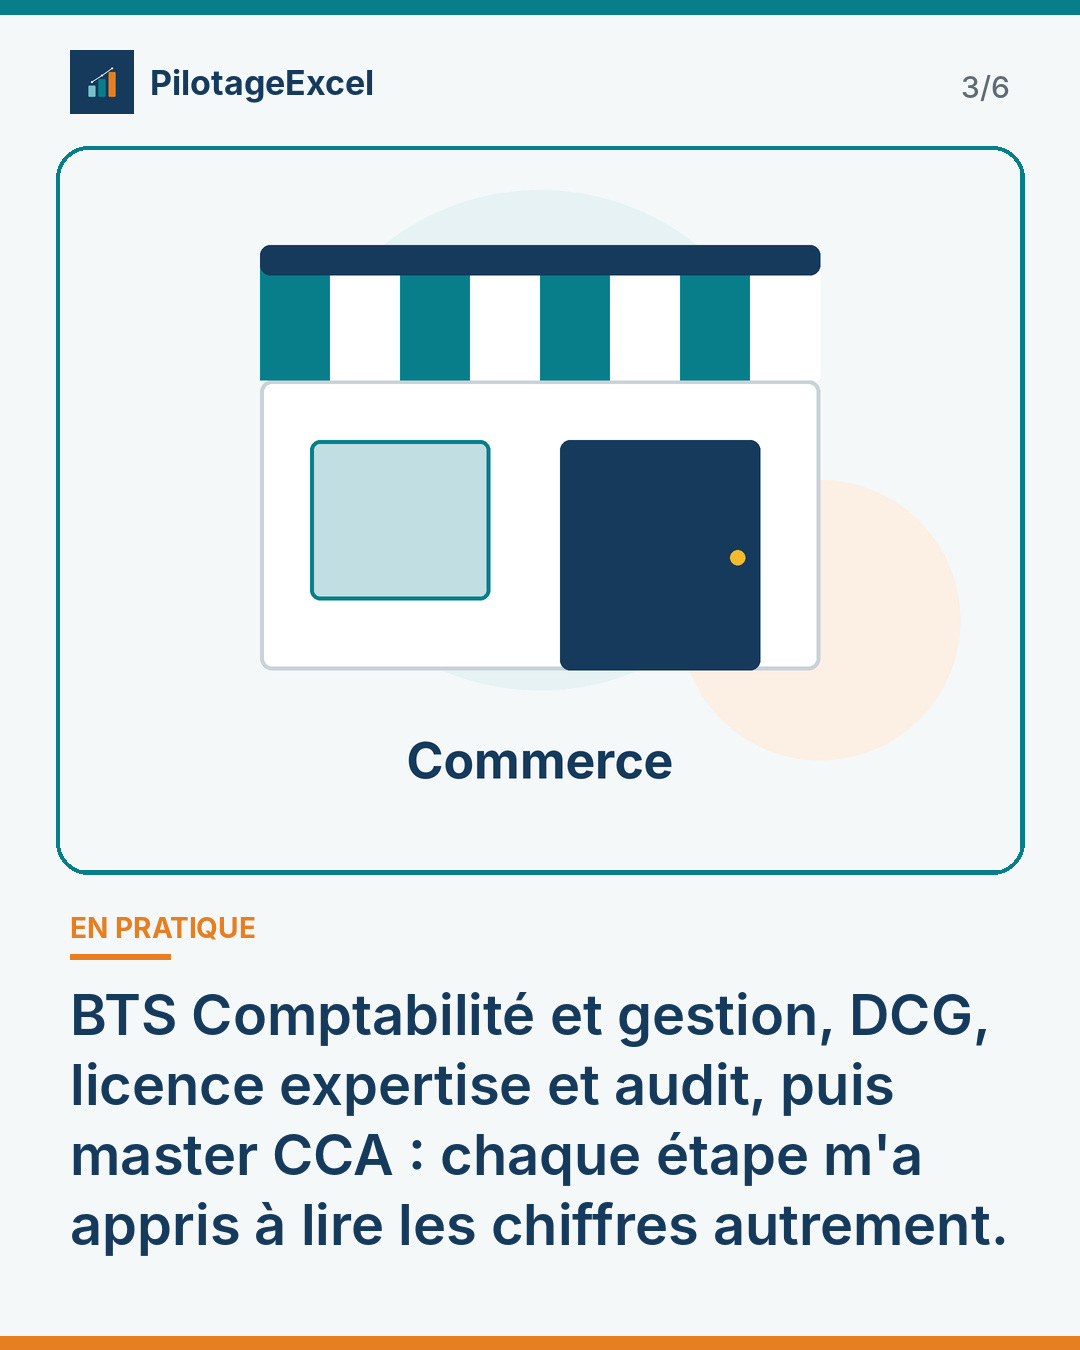 PilotageExcel
3/6
Commerce
EN PRATIQUE
BTS Comptabilité et gestion, DCG,
licence expertise et audit, puis
master CCA : chaque étape m'a
appris à lire les chiffres autrement.